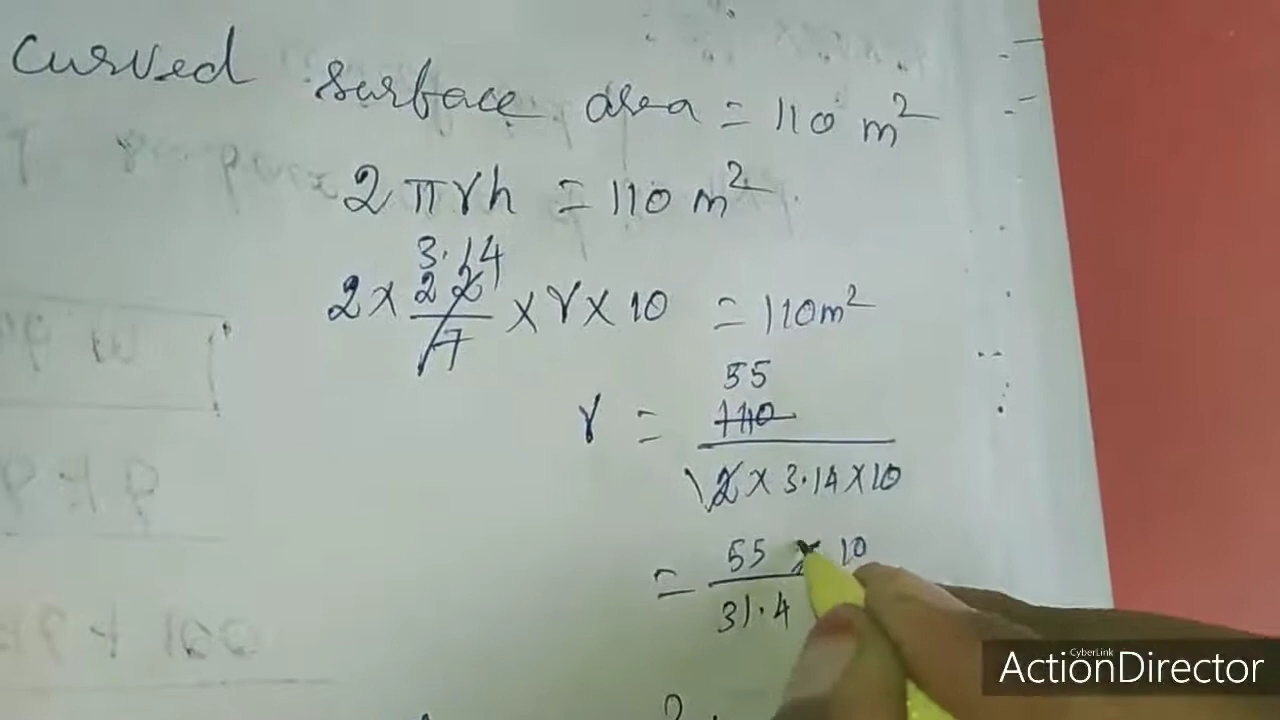 curved surface area = 110 m²
2πrh = 110 m²
3.14
2 × 22/7 × r × 10 = 110m²
55
r = 110/2 × 3.14 × 10
= 55 × 10/31.4
CyberLink
ActionDirector